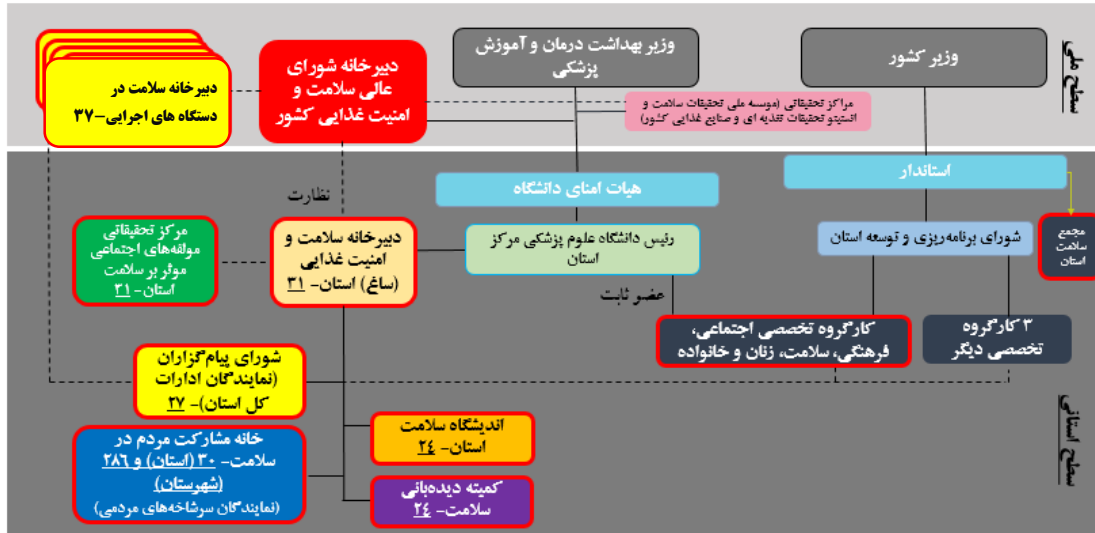 سطح ملی
وزیر کشور
وزیر بهداشت درمان و آموزش
پزشکی
دبیرخانه شورای
عالی سلامت و
امنیت غذایی کشور
دبیرخانه سلامت در
دستگاه های اجرایی-۳۷
مراکز تحقیقاتی (موسسه ملی تحقیقات سلامت و
انستیتو تحقیقات تغذیه ای و صنایع غذایی کشور)
سطح استانی
استاندار
هیات امنای دانشگاه
نظارت
مجمع
سلامت
استان
شورای برنامه‌ریزی و توسعه استان
رئیس دانشگاه علوم پزشکی مرکز
استان
دبیرخانه سلامت و
امنیت غذایی
(ساغ) استان- ۳۱
مرکز تحقیقاتی
مولفه‌های اجتماعی
موثر بر سلامت
استان- ۳۱
عضو ثابت
۳ کارگروه
تخصصی دیگر
کارگروه تخصصی اجتماعی،
فرهنگی، سلامت، زنان و خانواده
شورای پیام‌گزاران
(نمایندگان ادارات
کل استان)- ۲۷
اندیشگاه سلامت
استان- ۲۴
خانه مشارکت مردم در
سلامت- ۳۰ (استان) و ۲۸۶
(شهرستان)
(نمایندگان سرشاخه‌های مردمی)
کمیته دیده‌بانی
سلامت- ۲۴